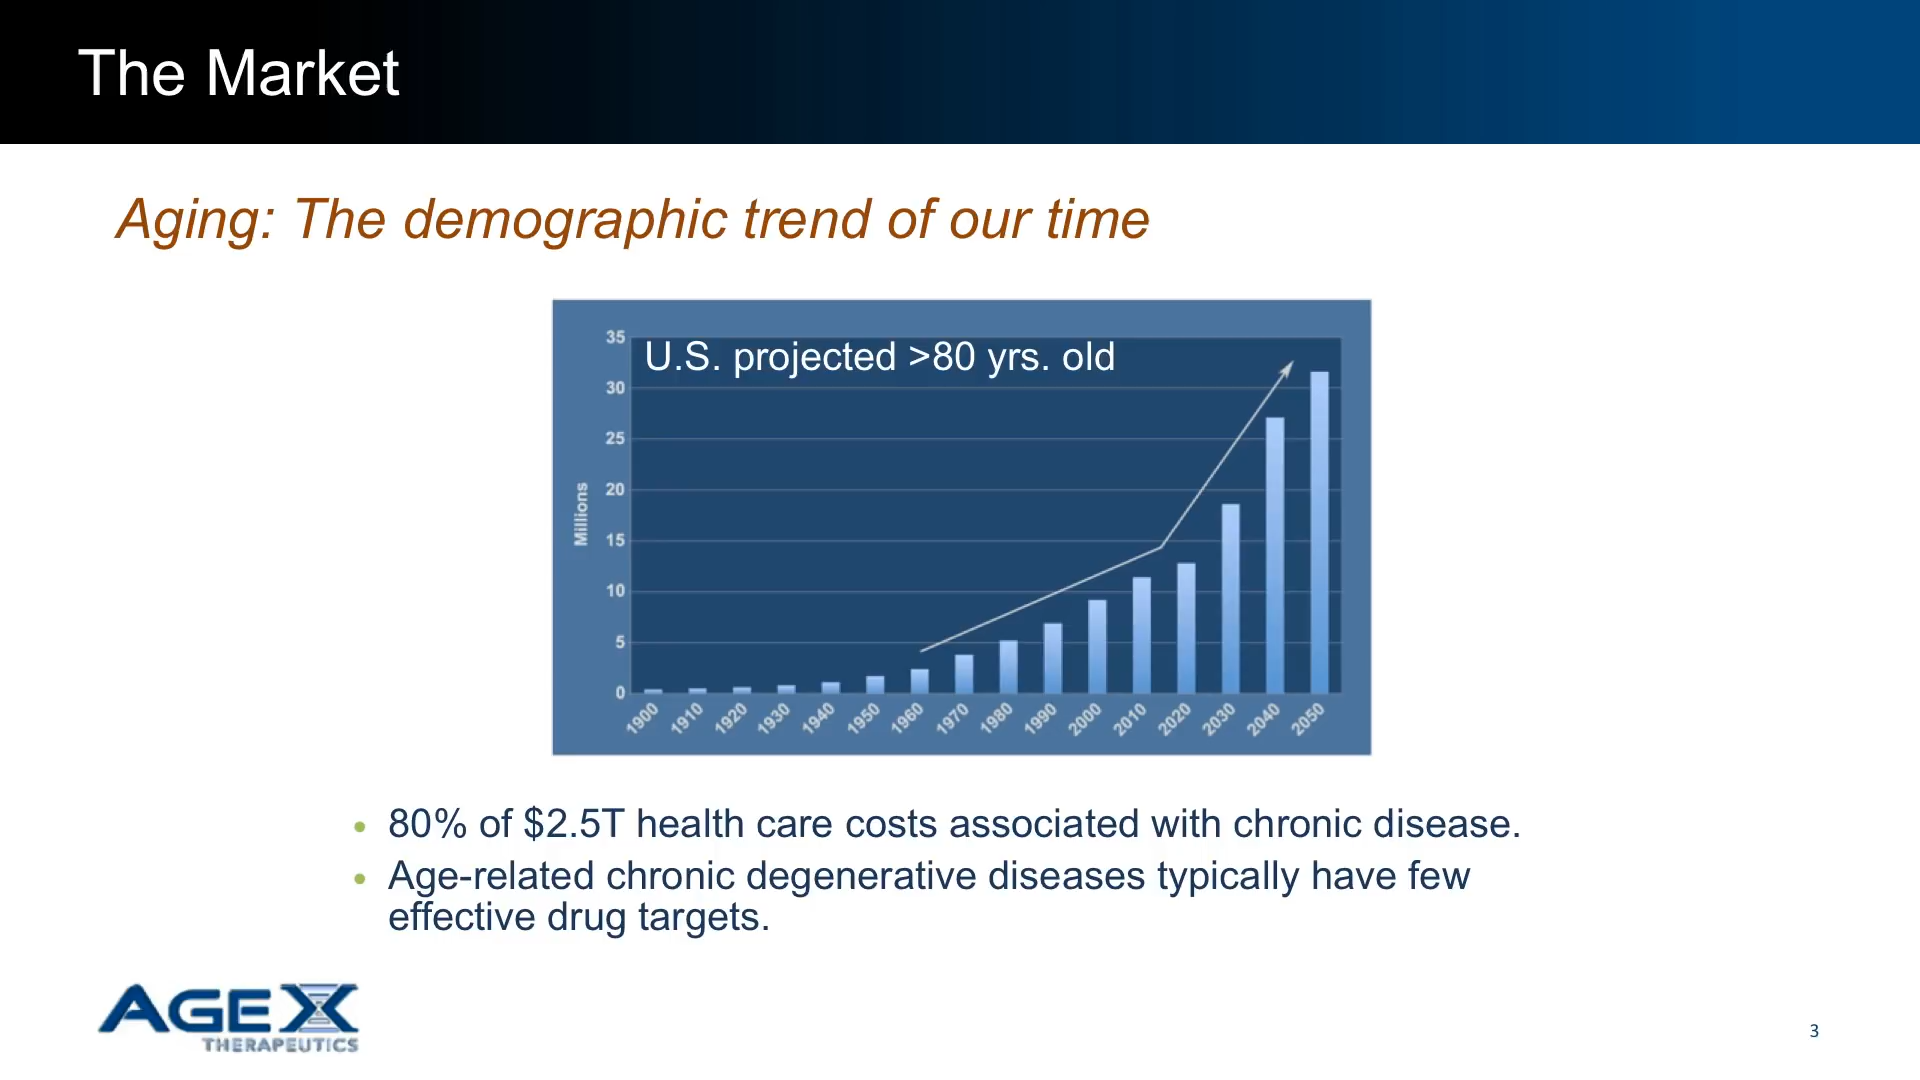 The Market
Aging: The demographic trend of our time
U.S. projected >80 yrs. old
35
30
25
20
15
10
5
0
Millions
1900
1910
1920
1930
1940
1950
1960
1970
1980
1990
2000
2010
2020
2030
2040
2050
• 80% of $2.5T health care costs associated with chronic disease.
• Age-related chronic degenerative diseases typically have few
effective drug targets.
AGEX
THERAPEUTICS
3